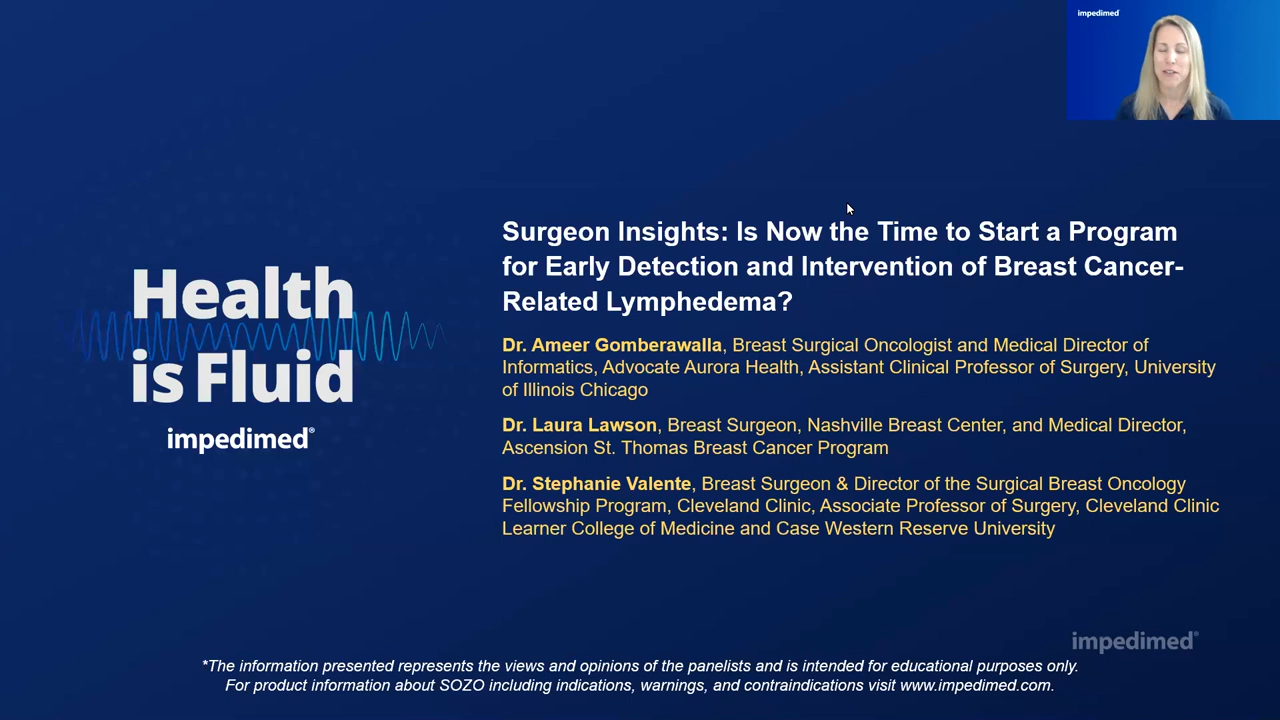 impedimed®
Surgeon Insights: Is Now the Time to Start a Program
for Early Detection and Intervention of Breast Cancer-
Related Lymphedema?
Health
is Fluid
impedimed®
Dr. Ameer Gomberawalla, Breast Surgical Oncologist and Medical Director of
Informatics, Advocate Aurora Health, Assistant Clinical Professor of Surgery, University
of Illinois Chicago
Dr. Laura Lawson, Breast Surgeon, Nashville Breast Center, and Medical Director,
Ascension St. Thomas Breast Cancer Program
Dr. Stephanie Valente, Breast Surgeon & Director of the Surgical Breast Oncology
Fellowship Program, Cleveland Clinic, Associate Professor of Surgery, Cleveland Clinic
Learner College of Medicine and Case Western Reserve University
impedimed®
*The information presented represents the views and opinions of the panelists and is intended for educational purposes only.
For product information about SOZO including indications, warnings, and contraindications visit www.impedimed.com.